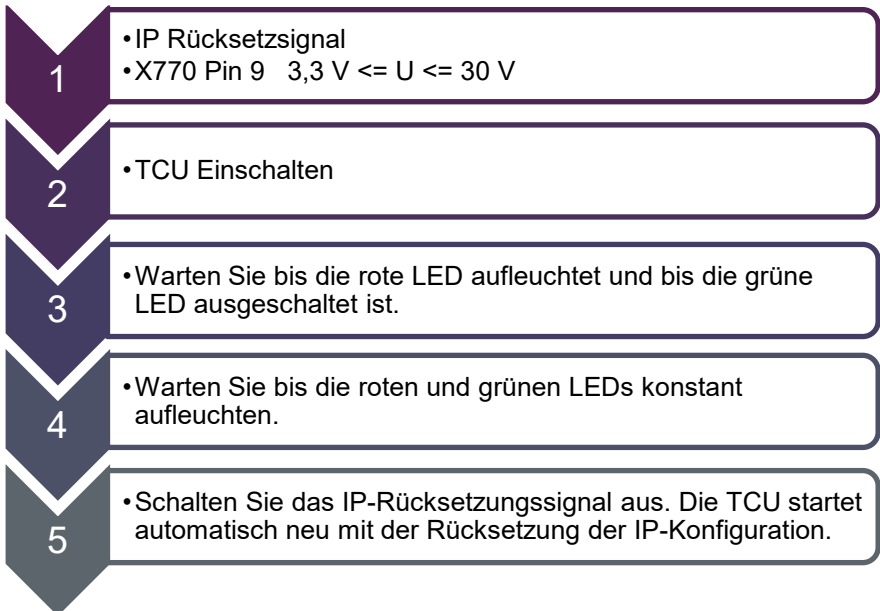 1
•IP Rücksetzsignal
•X770 Pin 9 3,3 V <= U <= 30 V
2
•TCU Einschalten
3
•Warten Sie bis die rote LED aufleuchtet und bis die grüne
LED ausgeschaltet ist.
4
•Warten Sie bis die roten und grünen LEDs konstant
aufleuchten.
5
•Schalten Sie das IP-Rücksetzungssignal aus. Die TCU startet
automatisch neu mit der Rücksetzung der IP-Konfiguration.